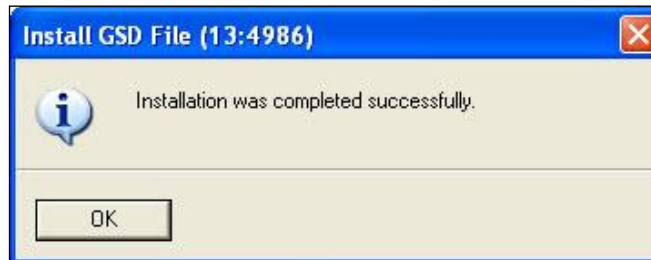 Install GSD File (13:4986)
Installation was completed successfully.
OK